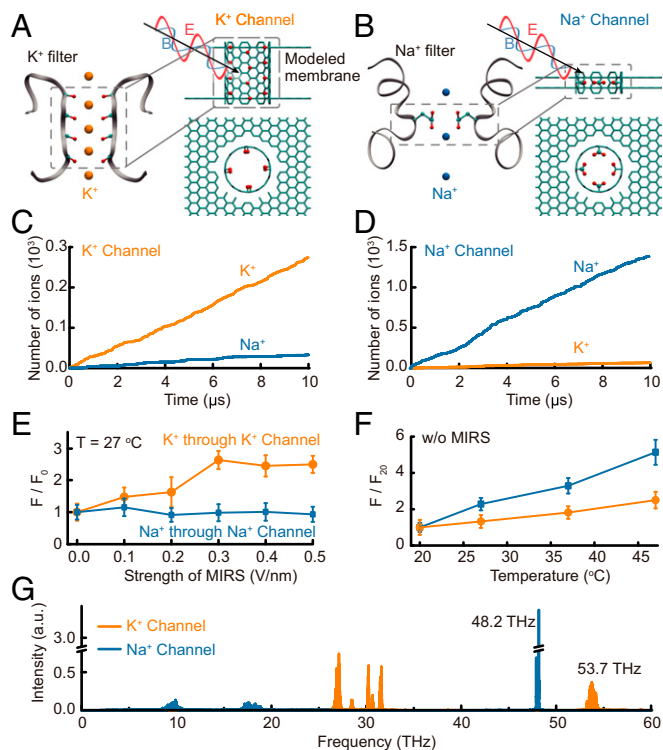 A
K⁺ Channel
K⁺ filter
E
B
Modeled
membrane
K⁺
B
Na⁺ Channel
Na⁺ filter
E
B
Na⁺
C
K⁺ Channel
K⁺
Na⁺
Number of ions (10³)
0.3
0.2
0.1
0.0
0 2 4 6 8 10
Time (µs)
D
Na⁺ Channel
Na⁺
K⁺
Number of ions (10³)
1.5
1.0
0.5
0.0
0 2 4 6 8 10
Time (µs)
E
T = 27 °C
K⁺ through K⁺ Channel
Na⁺ through Na⁺ Channel
F / F₀
3
2
1
0
0.0 0.1 0.2 0.3 0.4 0.5
Strength of MIRS (V/nm)
F
w/o MIRS
F / F₂₀
6
4
2
0
20 25 30 35 40 45
Temperature (°C)
G
K⁺ Channel
Na⁺ Channel
48.2 THz
53.7 THz
Intensity (a.u.)
3.0
0.5
0.0
0 10 20 30 40 50 60
Frequency (THz)